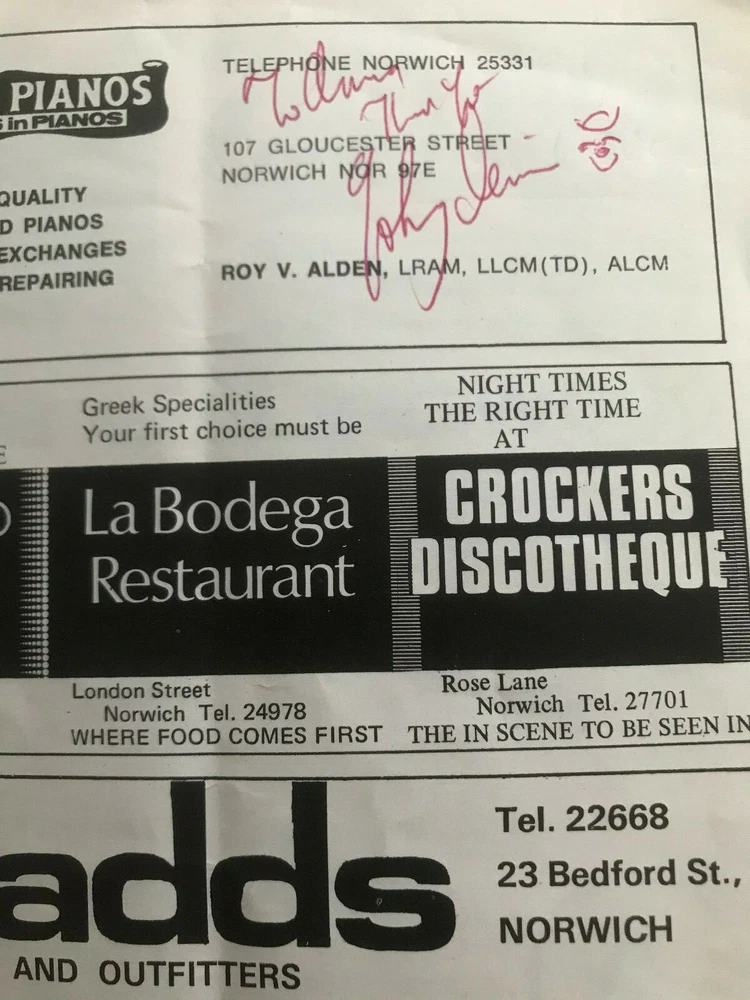 PIANOS
in PIANOS
TELEPHONE NORWICH 25331
To
107 GLOUCESTER STREET
NORWICH NOR 97E
QUALITY
D PIANOS
EXCHANGES
REPAIRING
ROY V. ALDEN, LRAM, LLCM(TD), ALCM
Greek Specialities
Your first choice must be
La Bodega
Restaurant
London Street
Norwich Tel. 24978
WHERE FOOD COMES FIRST
NIGHT TIMES
THE RIGHT TIME
AT
CROCKERS
DISCOTHEQUE
Rose Lane
Norwich Tel. 27701
THE IN SCENE TO BE SEEN IN
adds
AND OUTFITTERS
Tel. 22668
23 Bedford St.,
NORWICH